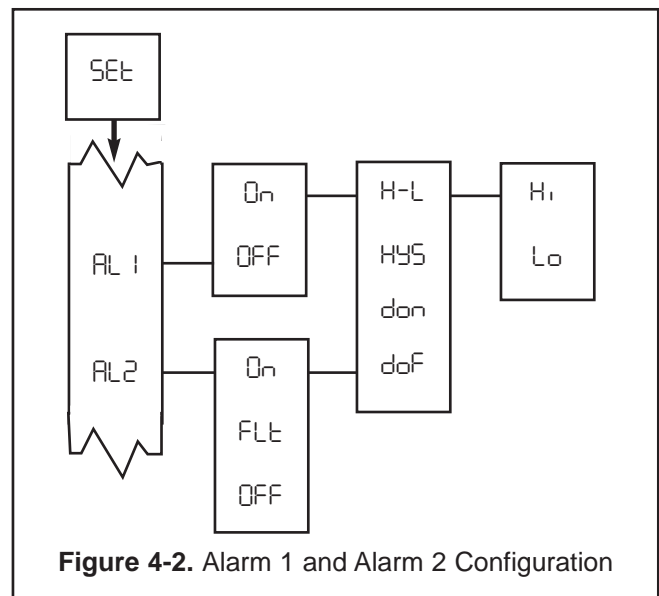 SEt
On
H-L
Hi
OFF
HYS
Lo
AL1
don
AL2
On
doF
FLt
OFF
Figure 4-2. Alarm 1 and Alarm 2 Configuration